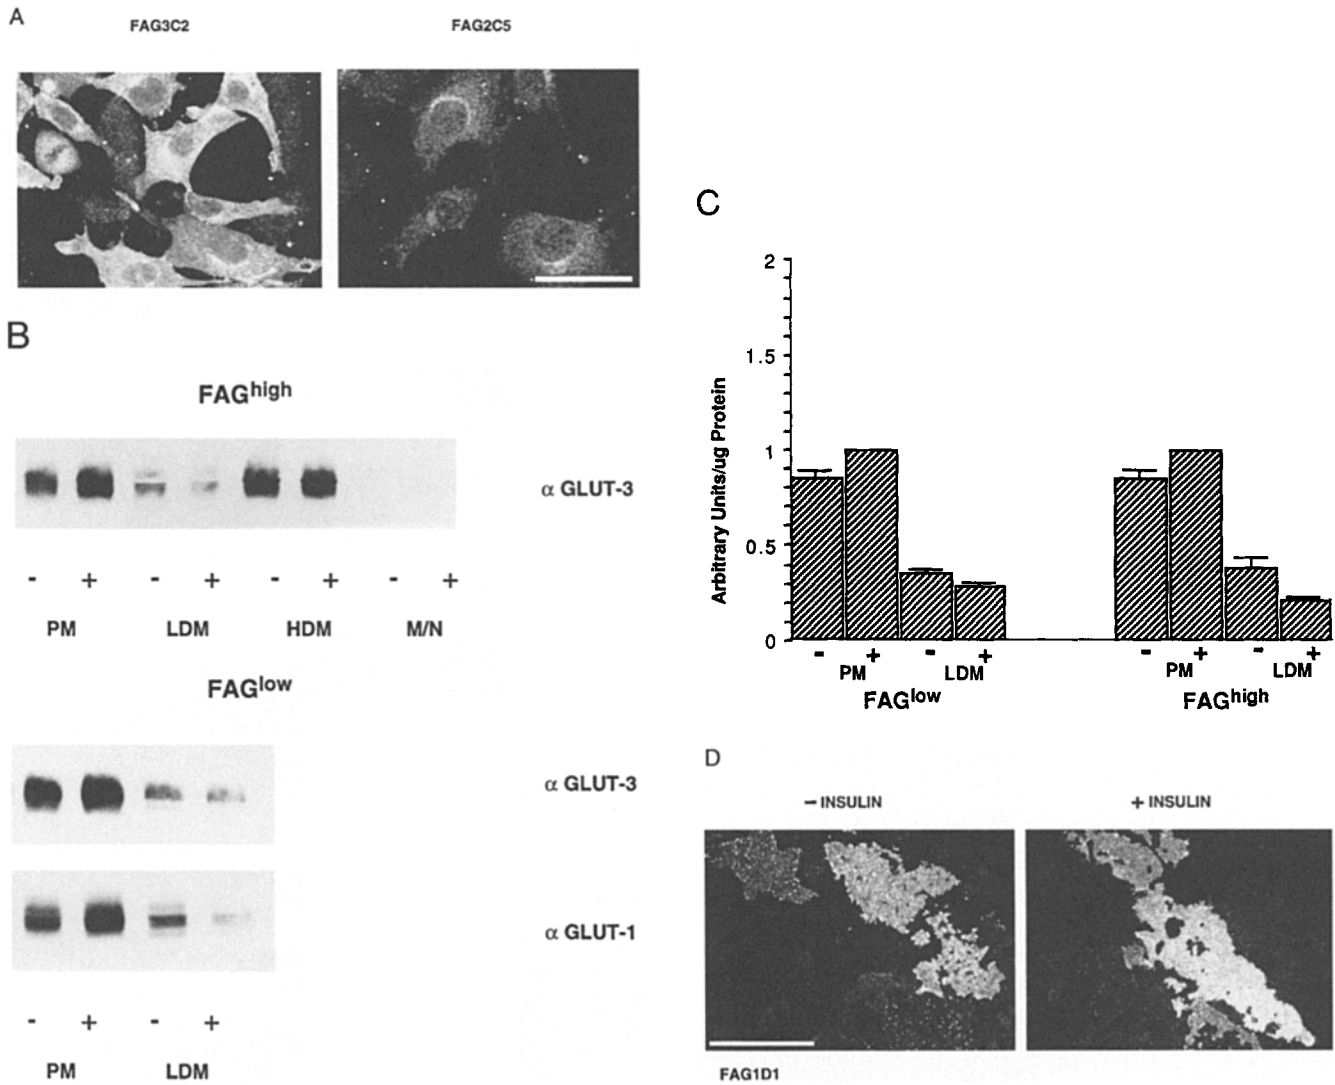 A
FAG3C2 FAG2C5
B
FAGhigh
α GLUT-3
- + - + - + - +
PM LDM HDM M/N
FAGlow
α GLUT-3
α GLUT-1
- + - +
PM LDM
C
Arbitrary Units/ug Protein
2
1.5
1
0.5
0
- + - + - + - +
PM LDM PM LDM
FAGlow FAGhigh
D
- INSULIN + INSULIN
FAG1D1